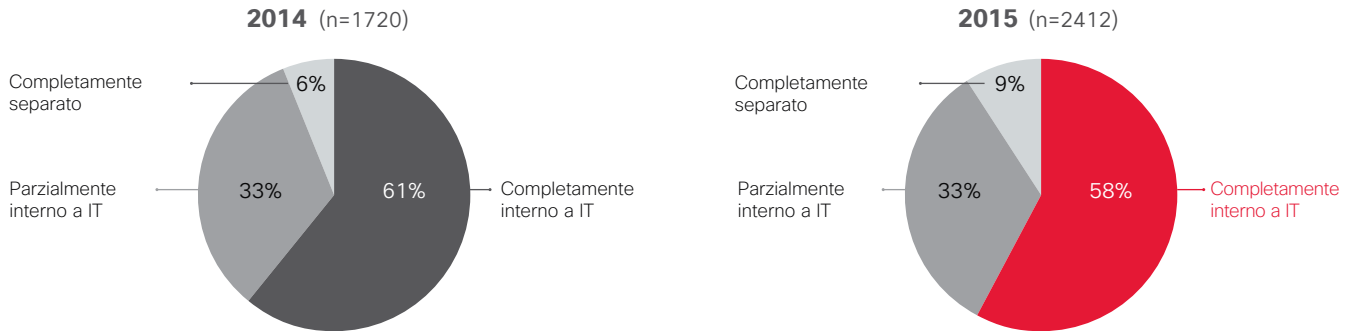 2014 (n=1720)
Completamente
separato
6%
Parzialmente
interno a IT
33%
61%
Completamente
interno a IT
2015 (n=2412)
Completamente
separato
9%
Parzialmente
interno a IT
33%
58%
Completamente
interno a IT